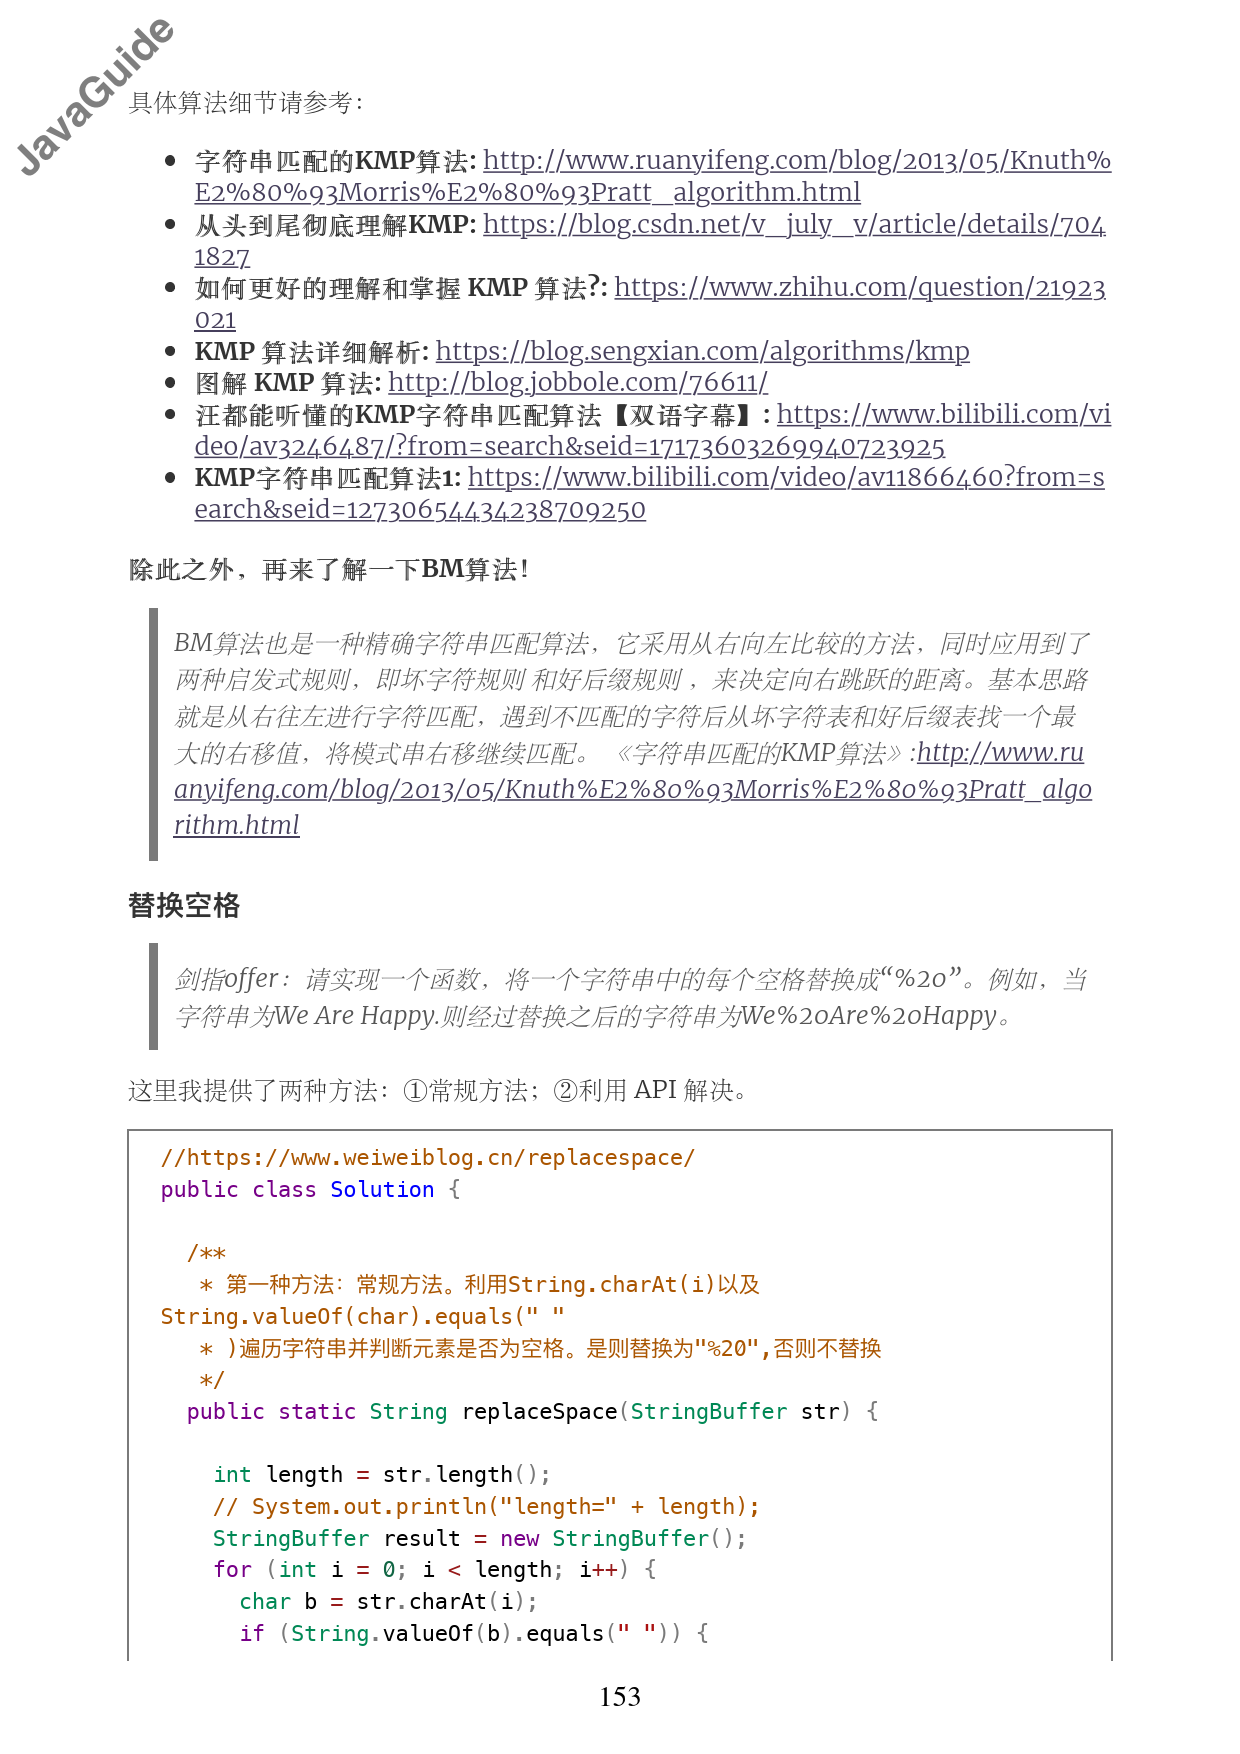 JavaGuide
具体算法细节请参考：
字符串匹配的KMP算法: http://www.ruanyifeng.com/blog/2013/05/Knuth%
E2%80%93Morris%E2%80%93Pratt_algorithm.html
从头到尾彻底理解KMP: https://blog.csdn.net/v_july_v/article/details/704
1827
如何更好的理解和掌握 KMP 算法?: https://www.zhihu.com/question/21923
021
KMP 算法详细解析: https://blog.sengxian.com/algorithms/kmp
图解 KMP 算法: http://blog.jobbole.com/76611/
汪都能听懂的KMP字符串匹配算法【双语字幕】: https://www.bilibili.com/vi
deo/av3246487/?from=search&seid=17173603269940723925
KMP字符串匹配算法1: https://www.bilibili.com/video/av11866460?from=s
earch&seid=12730654434238709250
除此之外，再来了解一下BM算法！
BM算法也是一种精确字符串匹配算法，它采用从右向左比较的方法，同时应用到了
两种启发式规则，即坏字符规则 和好后缀规则 ，来决定向右跳跃的距离。基本思路
就是从右往左进行字符匹配，遇到不匹配的字符后从坏字符表和好后缀表找一个最
大的右移值，将模式串右移继续匹配。 《字符串匹配的KMP算法》:http://www.ru
anyifeng.com/blog/2013/05/Knuth%E2%80%93Morris%E2%80%93Pratt_algo
rithm.html
替换空格
剑指offer：请实现一个函数，将一个字符串中的每个空格替换成“%20”。例如，当
字符串为We Are Happy.则经过替换之后的字符串为We%20Are%20Happy。
这里我提供了两种方法：①常规方法；②利用 API 解决。
//https://www.weiweiblog.cn/replacespace/
public class Solution {
/**
* 第一种方法：常规方法。利用String.charAt(i)以及
String.valueOf(char).equals(" "
* )遍历字符串并判断元素是否为空格。是则替换为"%20",否则不替换
*/
public static String replaceSpace(StringBuffer str) {
int length = str.length();
// System.out.println("length=" + length);
StringBuffer result = new StringBuffer();
for (int i = 0; i < length; i++) {
char b = str.charAt(i);
if (String.valueOf(b).equals(" ")) {
153